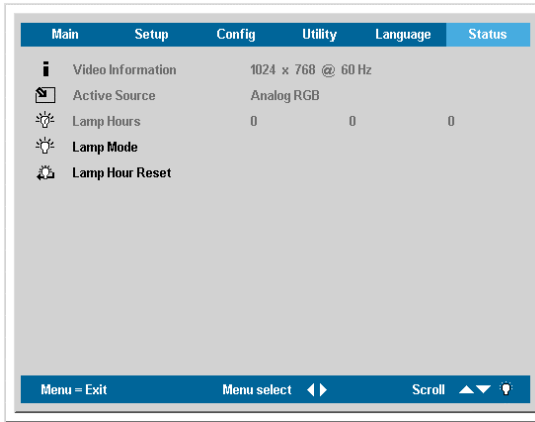 Main Setup Config Utility Language Status
Video Information 1024 x 768 @ 60 Hz
Active Source Analog RGB
Lamp Hours 0 0 0
Lamp Mode
Lamp Hour Reset
Menu = Exit Menu select Scroll